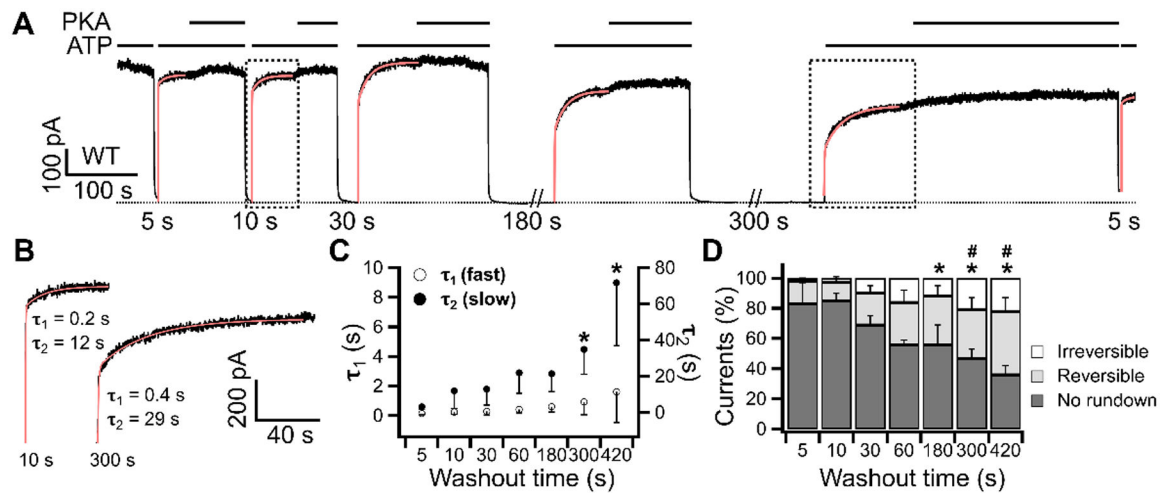 PKA
A
ATP
100 pA
WT
100 s
5 s
10 s
30 s
180 s
300 s
5 s
B
τ1 = 0.2 s
τ2 = 12 s
τ1 = 0.4 s
τ2 = 29 s
200 pA
40 s
10 s
300 s
C
τ1 (fast)
τ2 (slow)
*
*
10
8
6
4
2
0
τ1 (s)
80
60
40
20
0
τ2 (s)
5
10
30
60
180
300
420
Washout time (s)
D
# #
* * *
100
80
60
40
20
0
Currents (%)
5
10
30
60
180
300
420
Washout time (s)
Irreversible
Reversible
No rundown